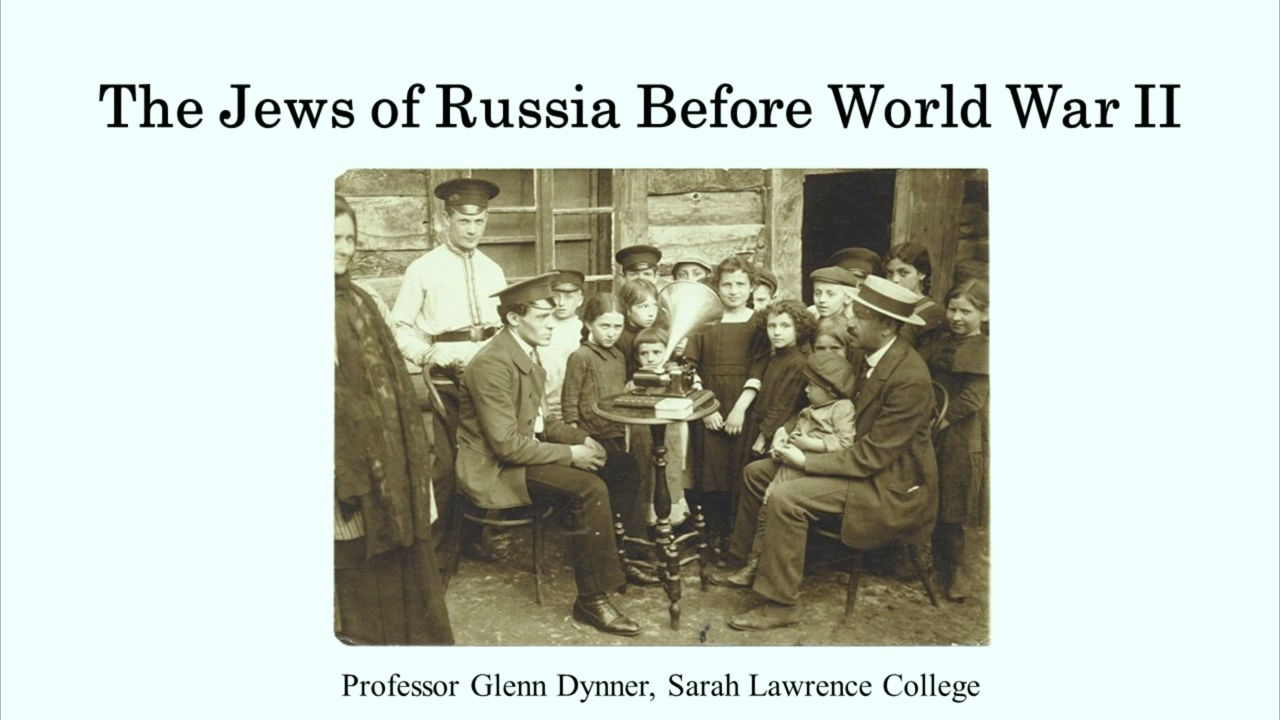 The Jews of Russia Before World War II
Professor Glenn Dynner, Sarah Lawrence College